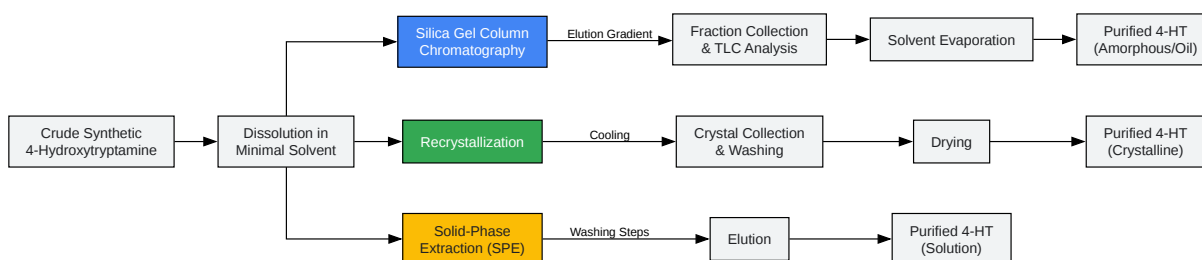 Silica Gel Column
Chromatography
Elution Gradient
Fraction Collection
& TLC Analysis
Solvent Evaporation
Purified 4-HT
(Amorphous/Oil)
Crude Synthetic
4-Hydroxytryptamine
Dissolution in
Minimal Solvent
Recrystallization
Cooling
Crystal Collection
& Washing
Drying
Purified 4-HT
(Crystalline)
Solid-Phase
Extraction (SPE)
Washing Steps
Elution
Purified 4-HT
(Solution)